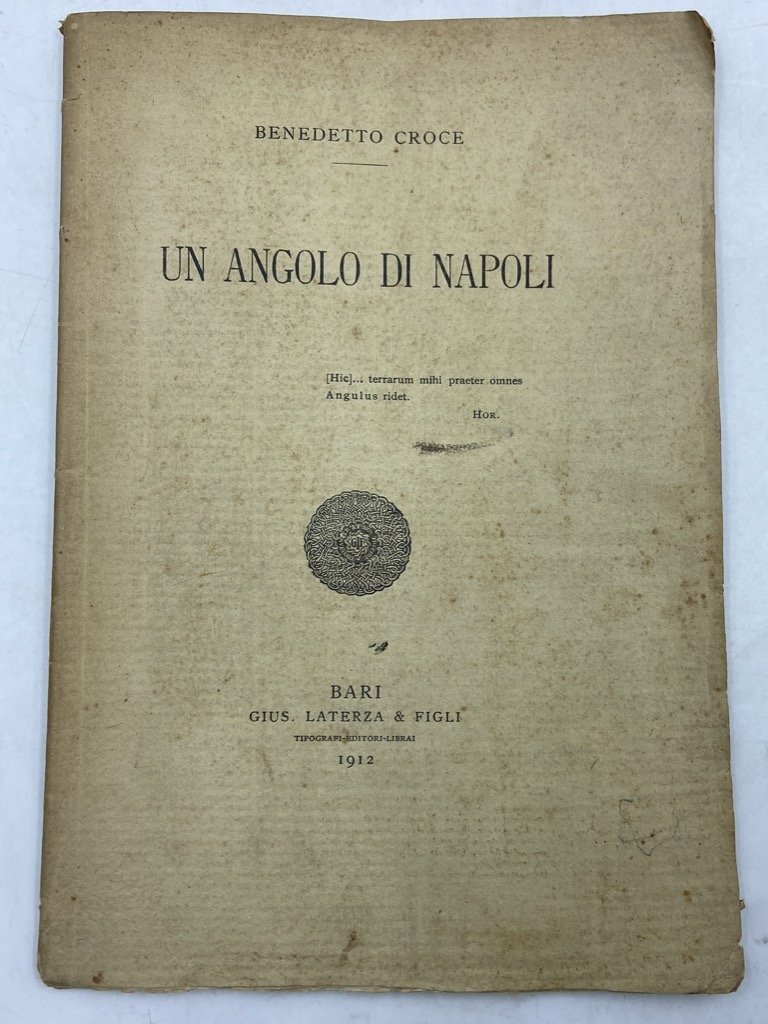 BENEDETTO CROCE
UN ANGOLO DI NAPOLI
[Hic]... terrarum mihi praeter omnes
Angulus ridet.
HOR.
BARI
GIUS. LATERZA & FIGLI
TIPOGRAFI-EDITORI-LIBRAI
1912